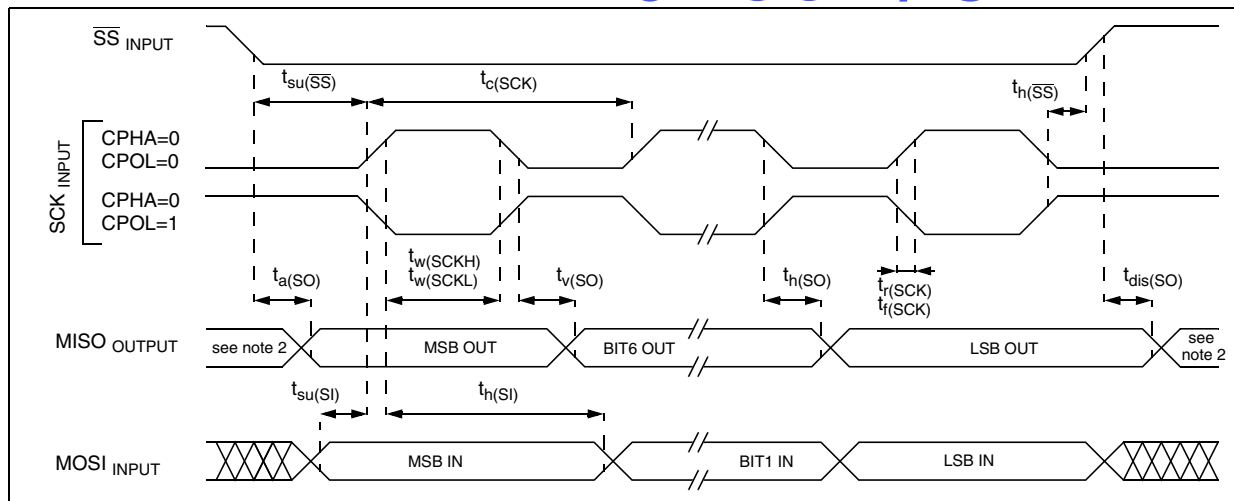 SS INPUT
tsu(SS)
tc(SCK)
th(SS)
SCK INPUT
CPHA=0
CPOL=0
CPHA=0
CPOL=1
ta(SO)
tw(SCKH)
tw(SCKL)
tv(SO)
th(SO)
tr(SCK)
tf(SCK)
tdis(SO)
MISO OUTPUT
see note 2
MSB OUT
BIT6 OUT
LSB OUT
see
note 2
tsu(SI)
th(SI)
MOSI INPUT
MSB IN
BIT1 IN
LSB IN